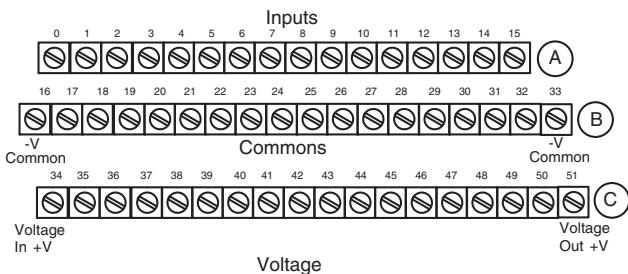 Inputs
0 1 2 3 4 5 6 7 8 9 10 11 12 13 14 15
A
16 17 18 19 20 21 22 23 24 25 26 27 28 29 30 31 32 33
B
-V Common
Commons
-V Common
34 35 36 37 38 39 40 41 42 43 44 45 46 47 48 49 50 51
C
Voltage In +V
Voltage Out +V
Voltage